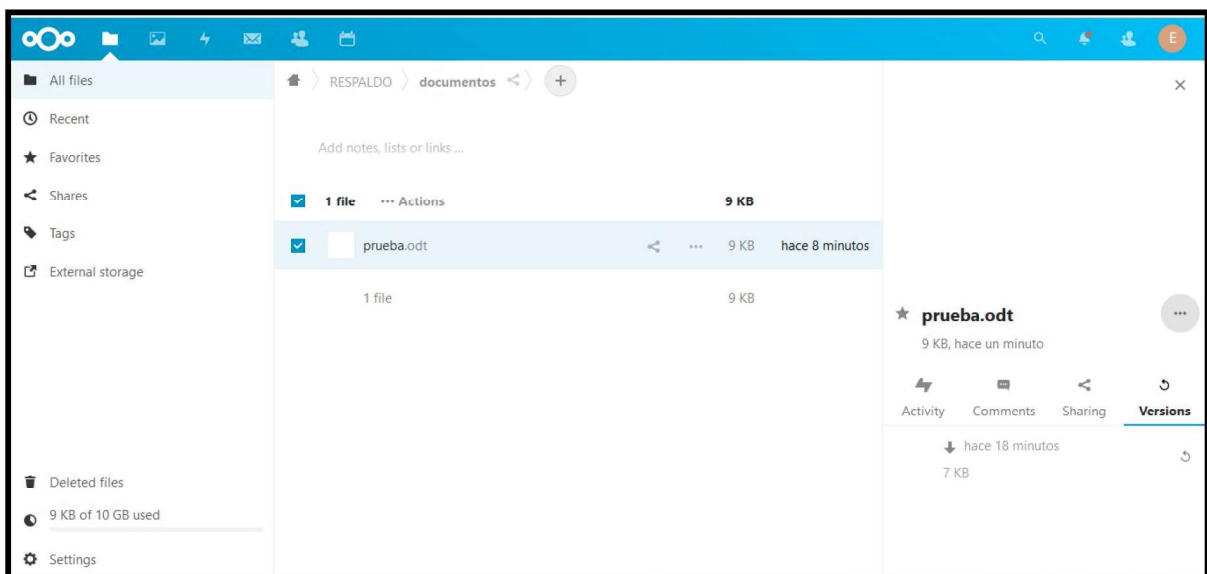 E
All files
Recent
Favorites
Shares
Tags
External storage
Deleted files
9 KB of 10 GB used
Settings
RESPALDO documentos +
Add notes, lists or links ...
1 file ··· Actions 9 KB
prueba.odt ··· 9 KB hace 8 minutos
1 file 9 KB
prueba.odt ···
9 KB, hace un minuto
Activity Comments Sharing Versions
hace 18 minutos
7 KB